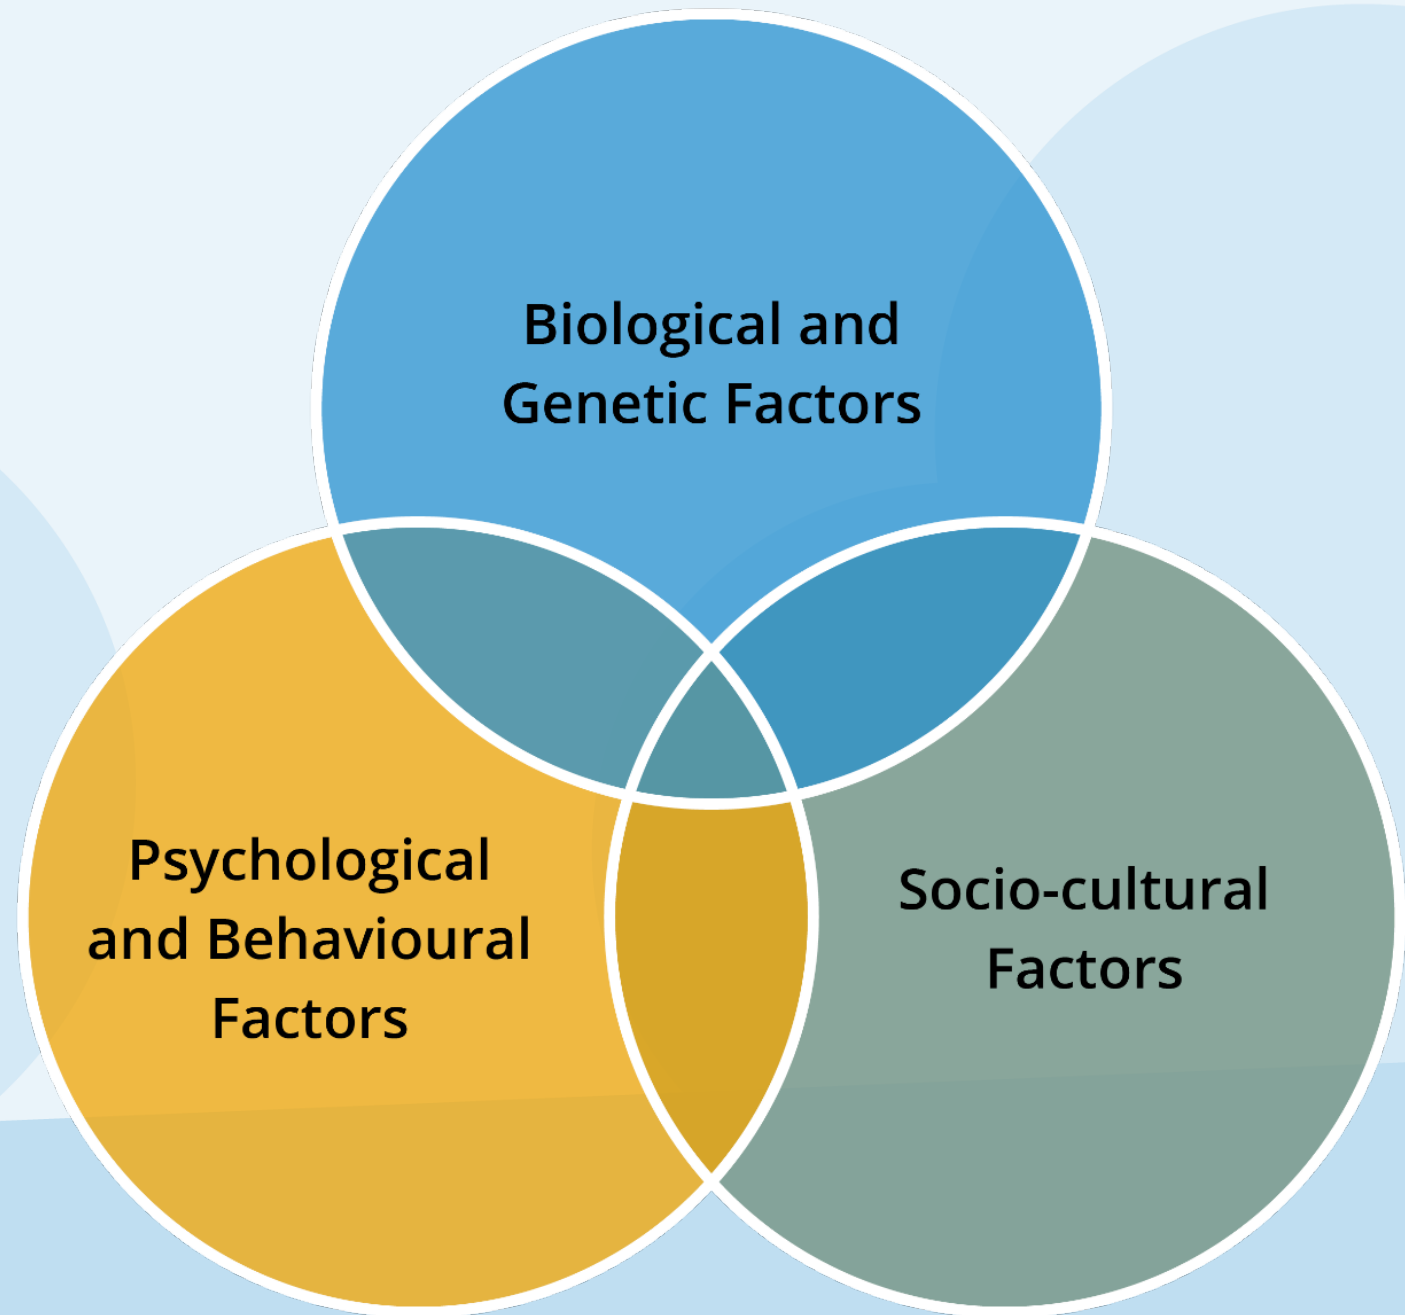 Biological and
Genetic Factors
Psychological
and Behavioural
Factors
Socio-cultural
Factors